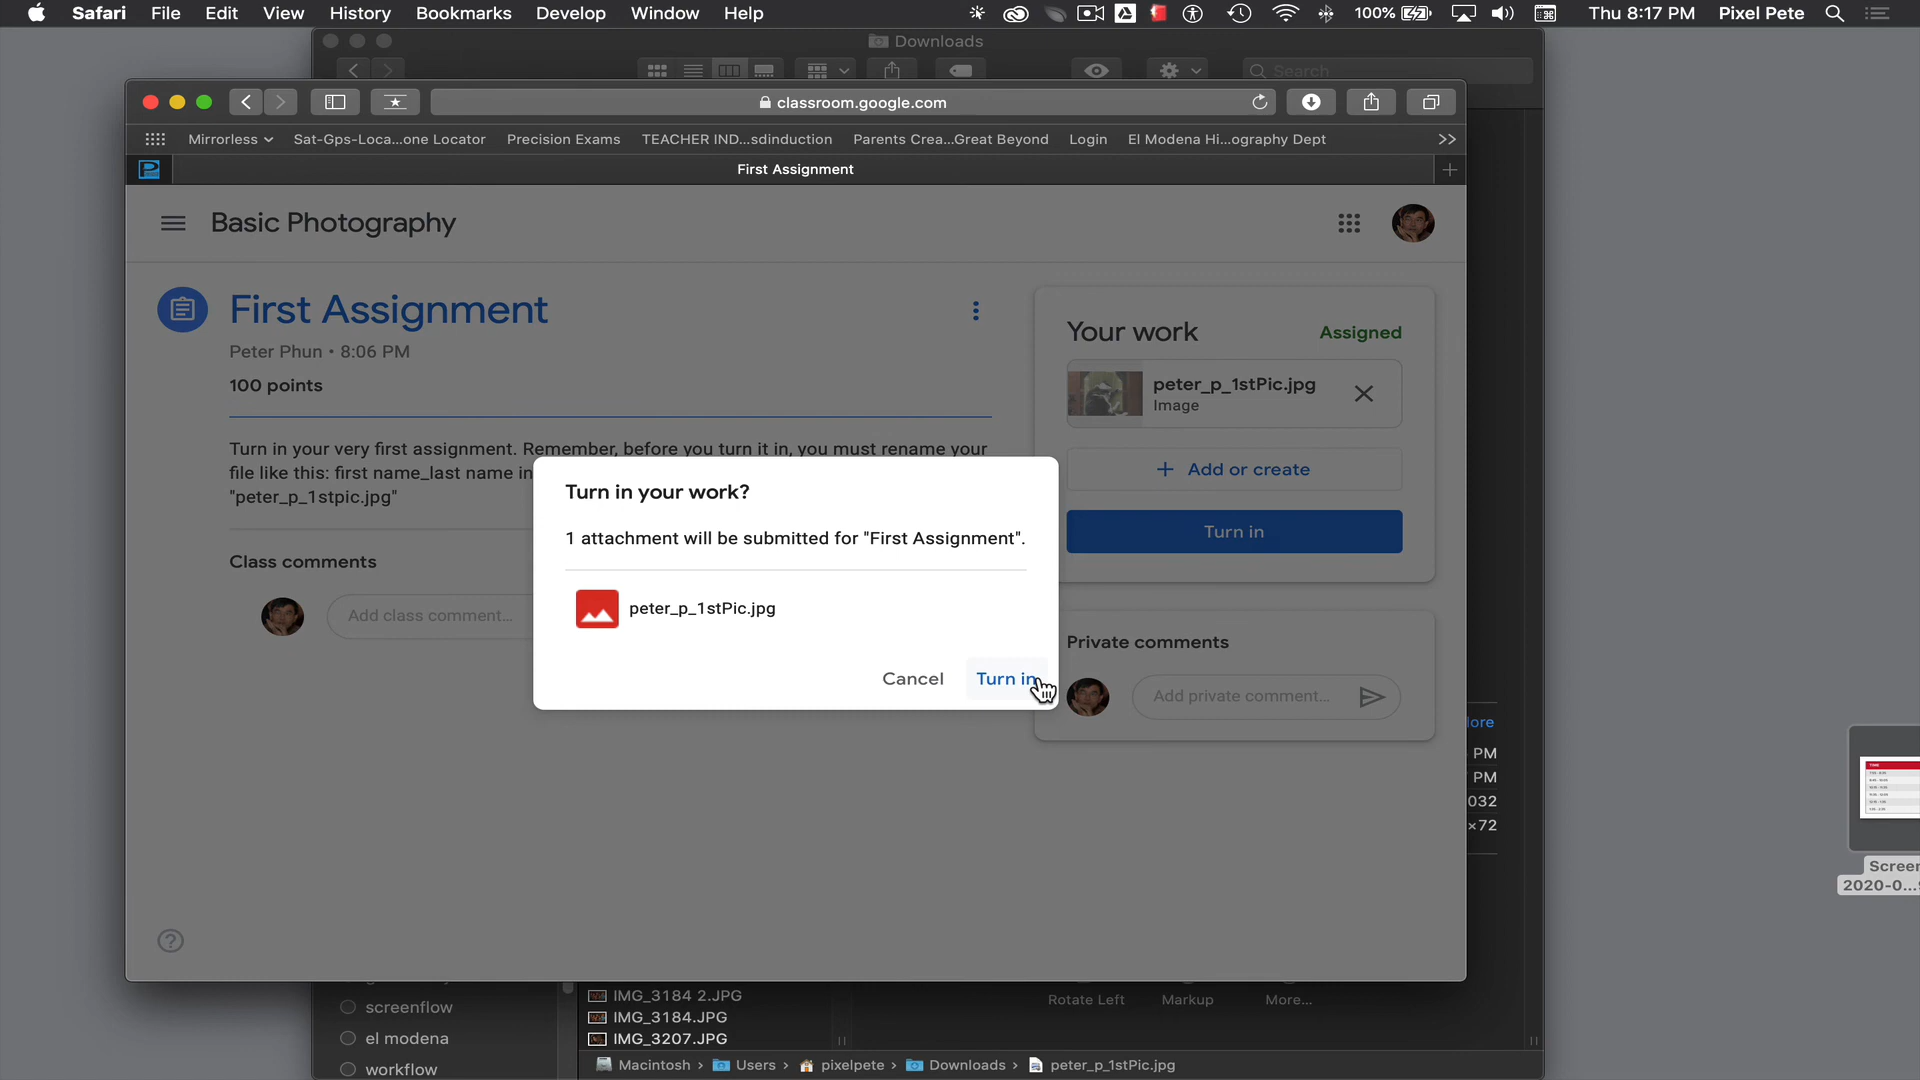 Safari File Edit View History Bookmarks Develop Window Help 100% Thu 8:17 PM Pixel Pete
Downloads
Search
classroom.google.com
Mirrorless Sat-Gps-Loca...one Locator Precision Exams TEACHER IND...sdinduction Parents Crea...Great Beyond Login El Modena Hi...ography Dept >>
First Assignment
Basic Photography
First Assignment
Peter Phun • 8:06 PM
100 points
Turn in your very first assignment. Remember, before you turn it in, you must rename your
file like this: first name_last name in
"peter_p_1stpic.jpg"
Class comments
Add class comment...
Your work Assigned
peter_p_1stPic.jpg
Image
+ Add or create
Turn in
Private comments
Add private comment...
Turn in your work?
1 attachment will be submitted for "First Assignment".
peter_p_1stPic.jpg
Cancel Turn in
lore
PM
PM
032
×72
Screen
2020-0...
screenflow
el modena
workflow
IMG_3184 2.JPG
IMG_3184.JPG
IMG_3207.JPG
Rotate Left Markup More...
Macintosh › Users › pixelpete › Downloads › peter_p_1stPic.jpg